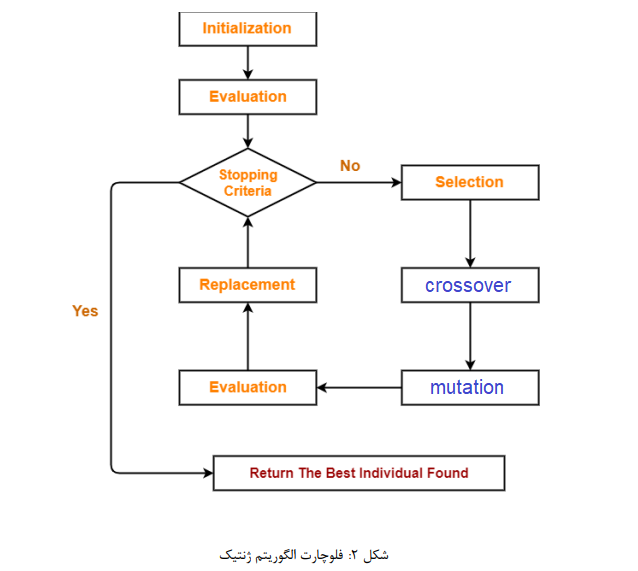 Initialization
Evaluation
Stopping
Criteria
No
Selection
Replacement
crossover
Yes
Evaluation
mutation
Return The Best Individual Found
شکل ۲: فلوچارت الگوریتم ژنتیک